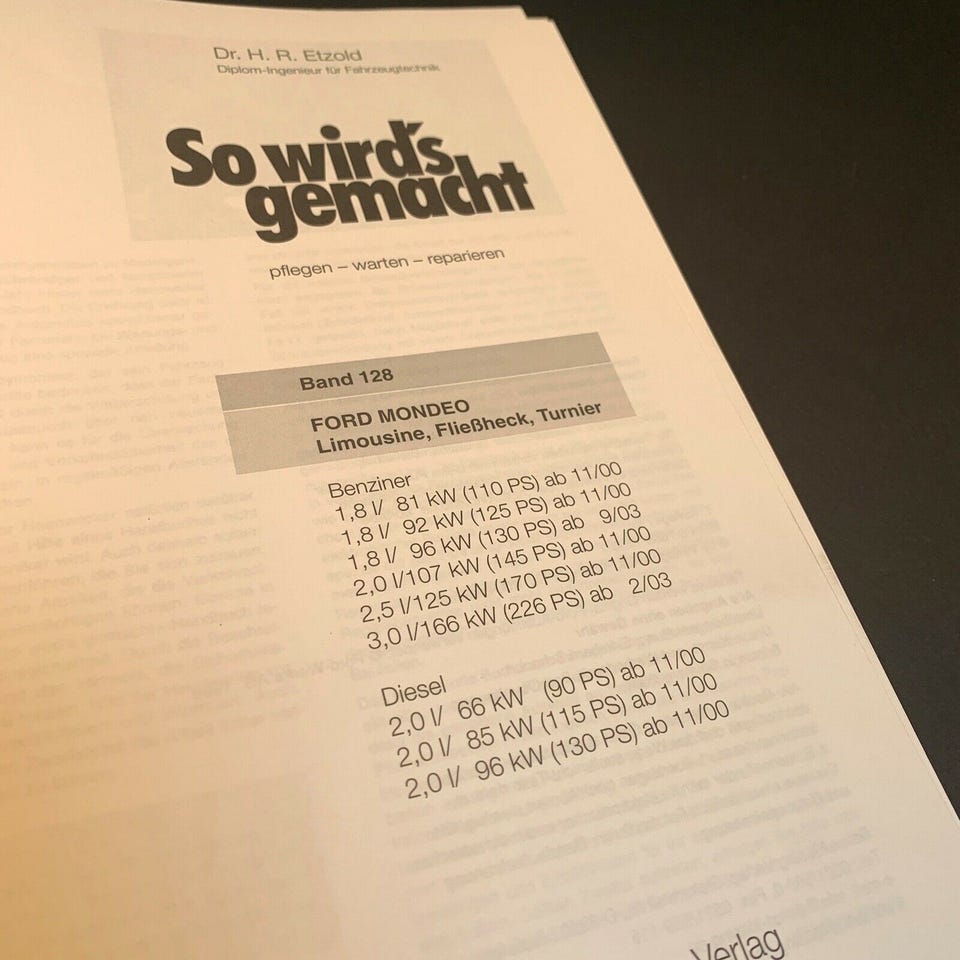 Dr. H. R. Etzold
Diplom-Ingenieur für Fahrzeugtechnik
So wird's
gemacht
pflegen – warten – reparieren
Band 128
FORD MONDEO
Limousine, Fließheck, Turnier
Benziner
1,8 l/ 81 kW (110 PS) ab 11/00
1,8 l/ 92 kW (125 PS) ab 11/00
1,8 l/ 96 kW (130 PS) ab 9/03
2,0 l/107 kW (145 PS) ab 11/00
2,5 l/125 kW (170 PS) ab 11/00
3,0 l/166 kW (226 PS) ab 2/03
Diesel
2,0 l/ 66 kW (90 PS) ab 11/00
2,0 l/ 85 kW (115 PS) ab 11/00
2,0 l/ 96 kW (130 PS) ab 11/00
Verlag